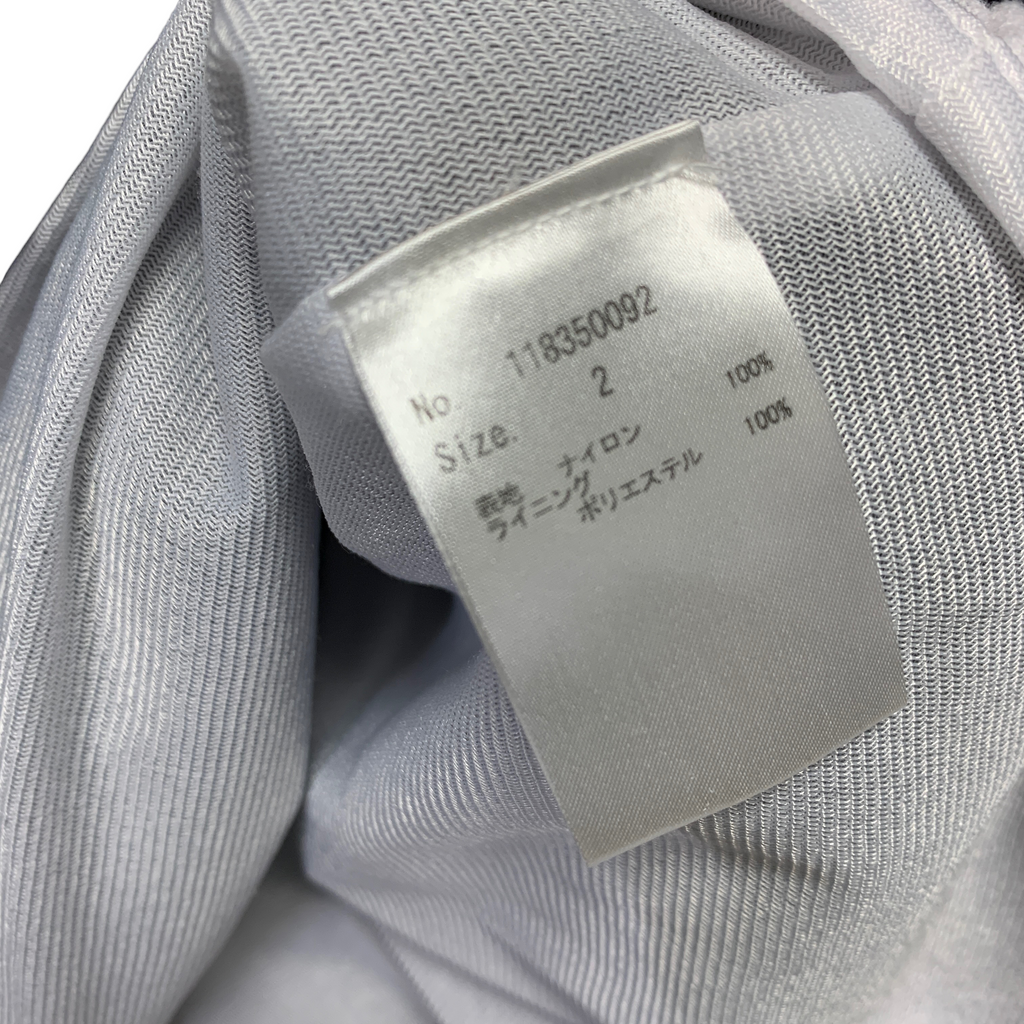 No. 118350092
Size. 2
表地 ナイロン 100%
ライニング ポリエステル 100%